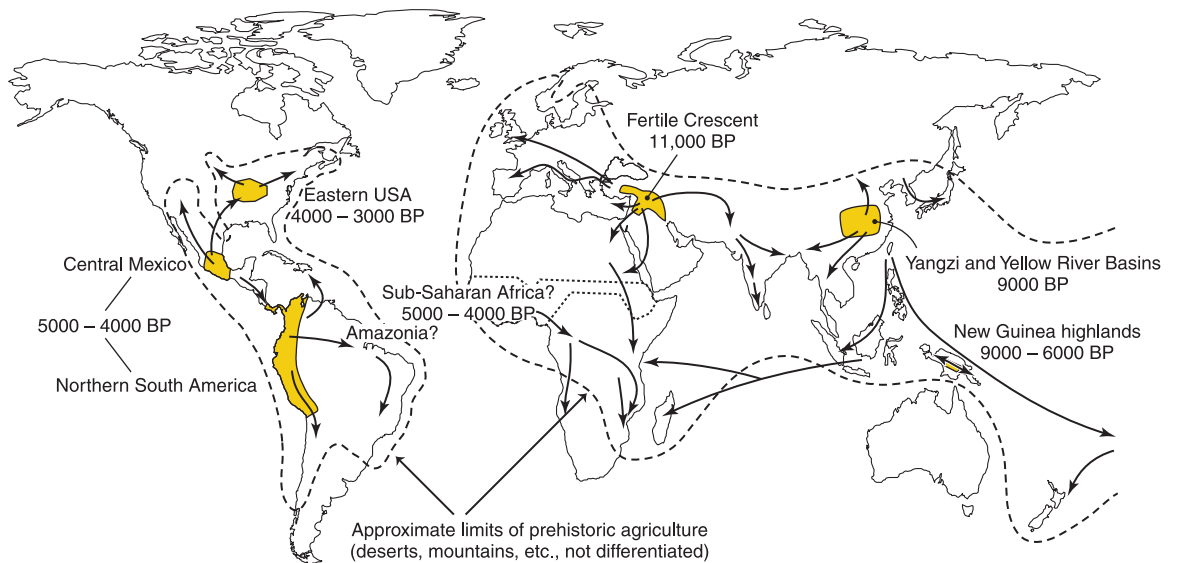 Fertile Crescent
11,000 BP
Eastern USA
4000 – 3000 BP
Central Mexico
5000 – 4000 BP
Northern South America
Amazonia?
Sub-Saharan Africa?
5000 – 4000 BP
Yangzi and Yellow River Basins
9000 BP
New Guinea highlands
9000 – 6000 BP
Approximate limits of prehistoric agriculture
(deserts, mountains, etc., not differentiated)